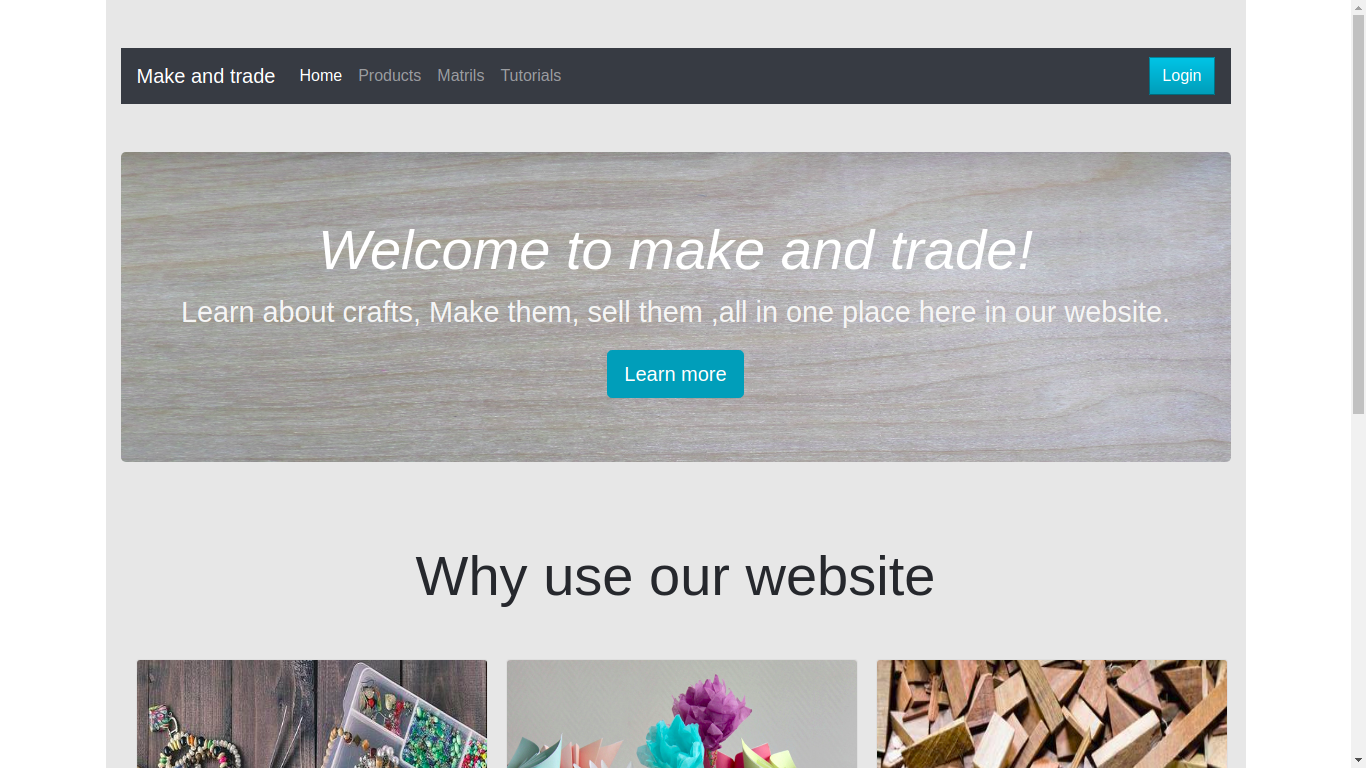 Make and trade Home Products Matrils Tutorials Login
Welcome to make and trade!
Learn about crafts, Make them, sell them ,all in one place here in our website.
Learn more
Why use our website